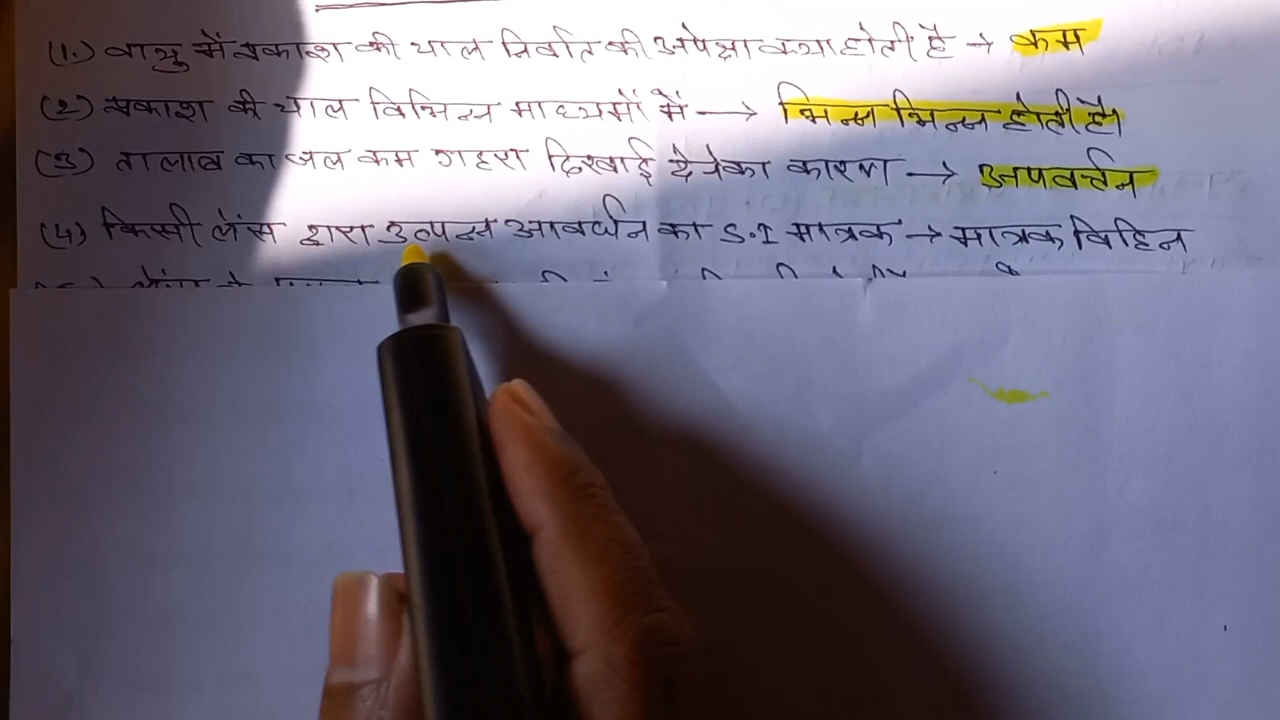 (1.) वायु में प्रकाश की चाल निर्वात की अपेक्षा क्या होती है → कम
(2) प्रकाश की चाल विभिन्न माध्यमों में → भिन्न भिन्न होती है।
(3) तालाब का जल कम गहरा दिखाई देनेका कारण → अपवर्तन
(4) किसी लेंस द्वारा उत्पन्न आवर्धन का S.I मात्रक → मात्रक विहिन